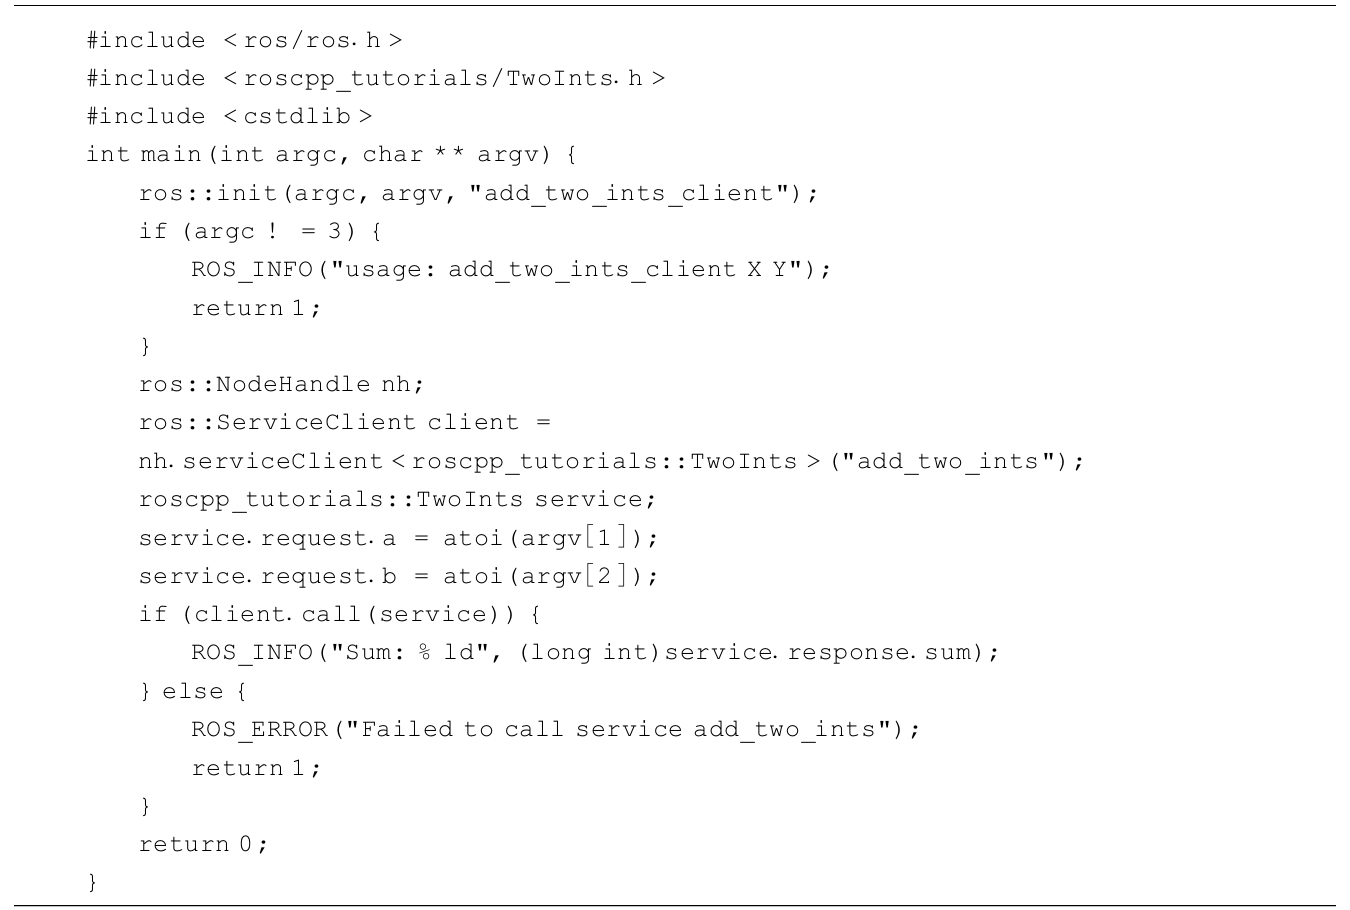 #include <ros/ros.h>
#include <roscpp_tutorials/TwoInts.h>
#include <cstdlib>
int main(int argc, char ** argv) {
ros::init(argc, argv, "add_two_ints_client");
if (argc ! = 3) {
ROS_INFO("usage: add_two_ints_client X Y");
return 1;
}
ros::NodeHandle nh;
ros::ServiceClient client =
nh.serviceClient<roscpp_tutorials::TwoInts>("add_two_ints");
roscpp_tutorials::TwoInts service;
service.request.a = atoi(argv[1]);
service.request.b = atoi(argv[2]);
if (client.call(service)) {
ROS_INFO("Sum: % ld", (long int)service.response.sum);
} else {
ROS_ERROR("Failed to call service add_two_ints");
return 1;
}
return 0;
}